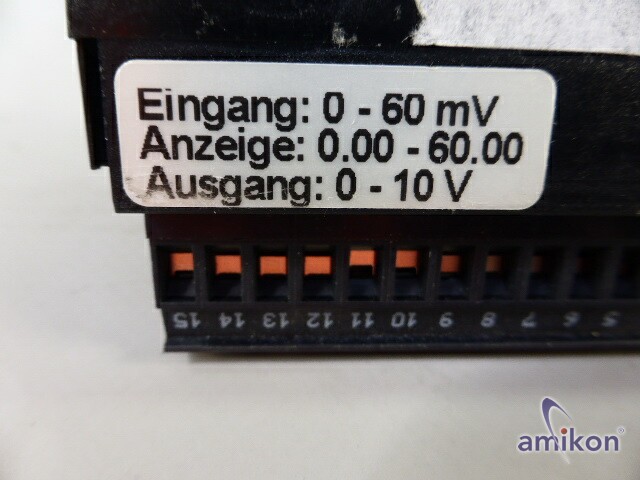 Eingang: 0 - 60 mV
Anzeige: 0.00 - 60.00
Ausgang: 0 - 10 V
15 14 13 12 11 10 9 8 7 6 5
amikon®